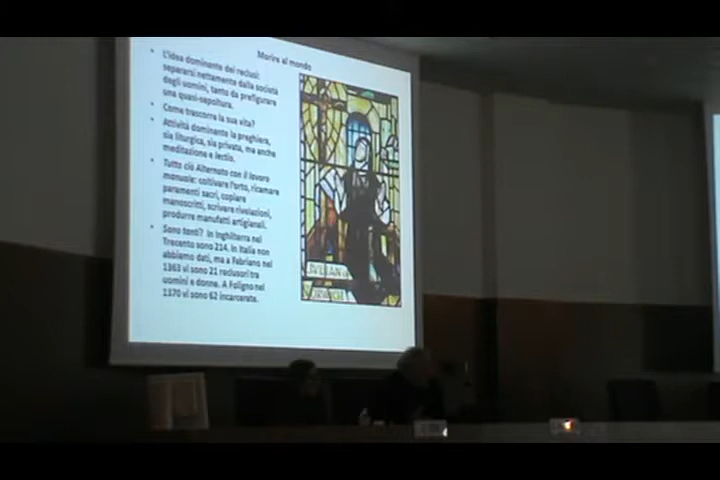 Morire al mondo
• L'idea dominante dei reclusi:
separarsi nettamente dalla società
degli uomini, tanto da prefigurare
una quasi-sepoltura.
• Come trascorre la sua vita?
• Attività dominante la preghiera,
sia liturgica, sia privata, ma anche
meditazione e lectio.
• Tutto ciò Alternato con il lavoro
manuale: coltivare l'orto, ricamare
paramenti sacri, copiare
manoscritti, scrivere rivelazioni,
produrre manufatti artigianali.
• Sono tanti? In Inghilterra nel
Trecento sono 214. In Italia non
abbiamo dati, ma a Fabriano nel
1363 vi sono 21 reclusori tra
uomini e donne. A Foligno nel
1370 vi sono 62 incarcerate.
JULIAN
NORWICH